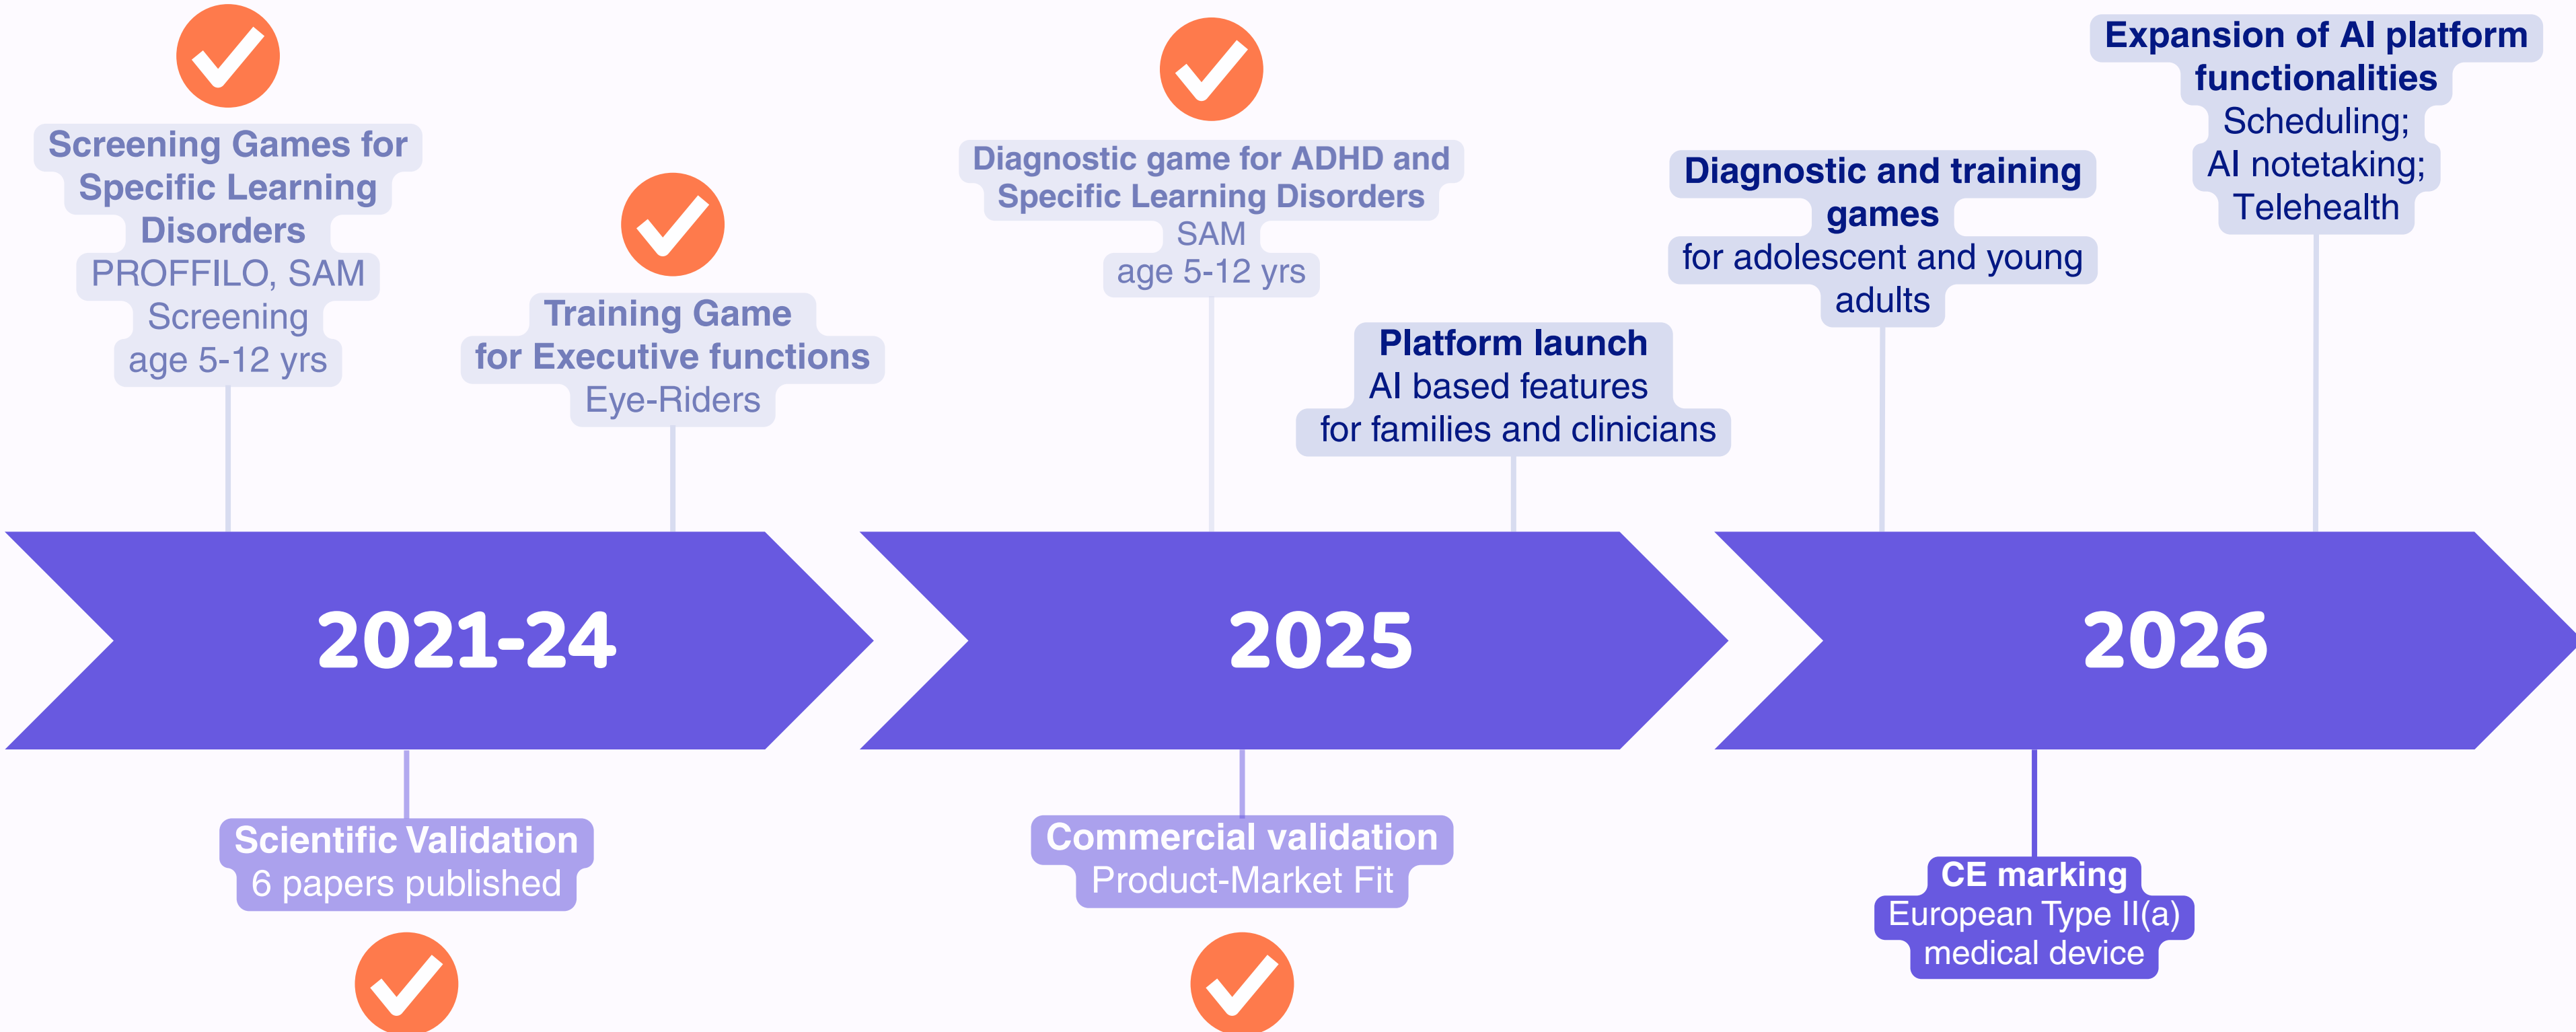 Screening Games for
Specific Learning
Disorders
PROFFILO, SAM
Screening
age 5-12 yrs
Training Game
for Executive functions
Eye-Riders
Diagnostic game for ADHD and
Specific Learning Disorders
SAM
age 5-12 yrs
Platform launch
AI based features
for families and clinicians
Diagnostic and training
games
for adolescent and young
adults
Expansion of AI platform
functionalities
Scheduling;
AI notetaking;
Telehealth
2021-24
2025
2026
Scientific Validation
6 papers published
Commercial validation
Product-Market Fit
CE marking
European Type II(a)
medical device